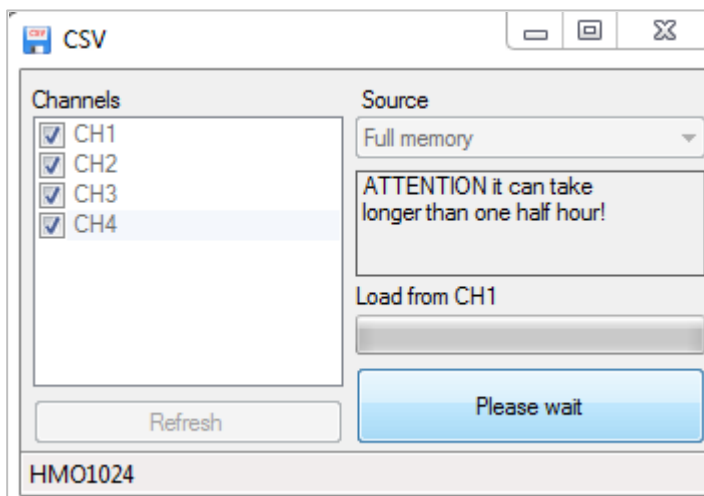 CSV
Channels
CH1
CH2
CH3
CH4
Refresh
Source
Full memory
ATTENTION it can take
longer than one half hour!
Load from CH1
Please wait
HMO1024